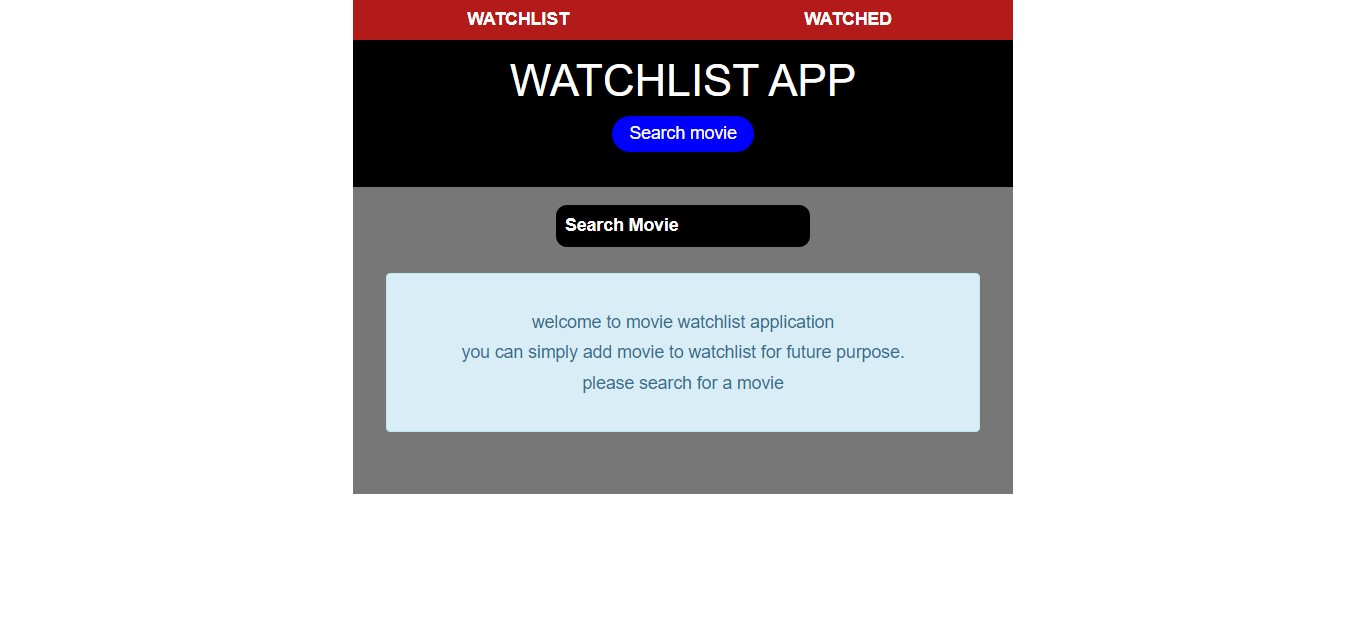 WATCHLIST WATCHED
WATCHLIST APP
Search movie
Search Movie
welcome to movie watchlist application
you can simply add movie to watchlist for future purpose.
please search for a movie